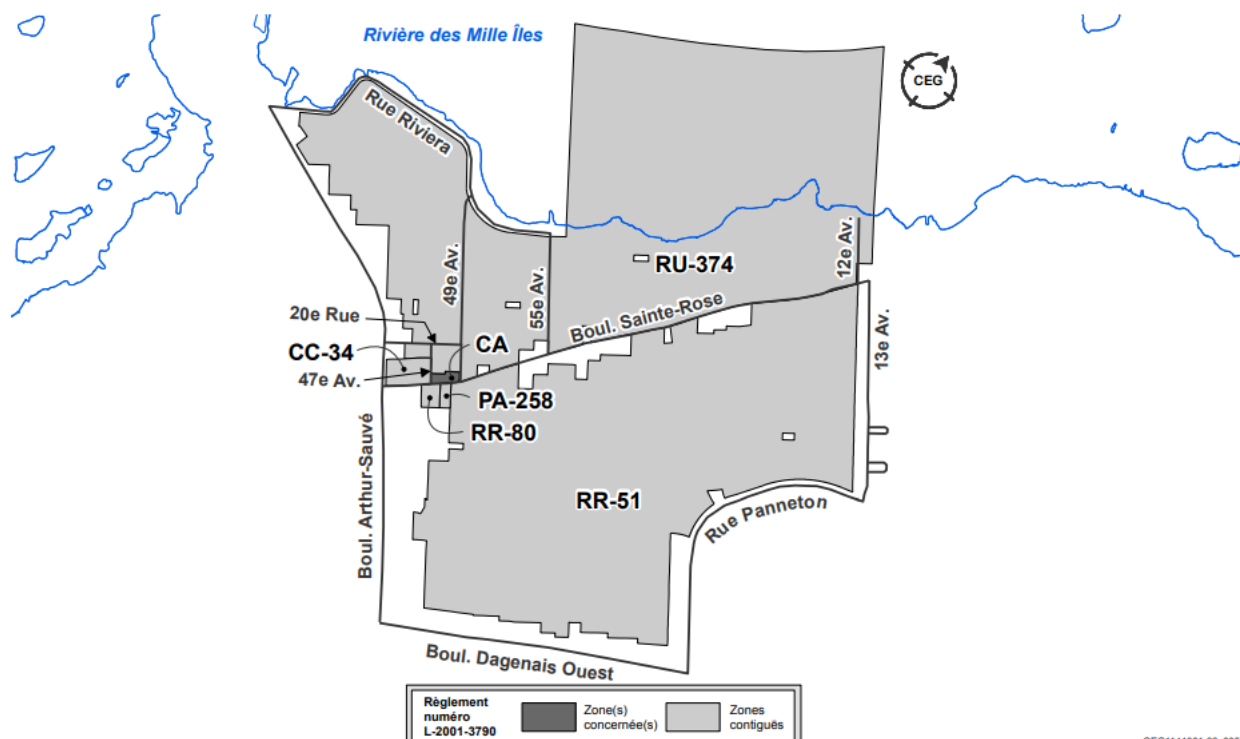 Rivière des Mille Îles
CEG
Rue Riviera
49e Av.
55e Av.
12e Av.
RU-374
Boul. Sainte-Rose
20e Rue
CC-34
CA
47e Av.
13e Av.
PA-258
RR-80
Boul. Arthur-Sauvé
RR-51
Rue Panneton
Boul. Dagenais Ouest
Règlement
numéro
L-2001-3790
Zone(s)
concernée(s)
Zones
contiguës